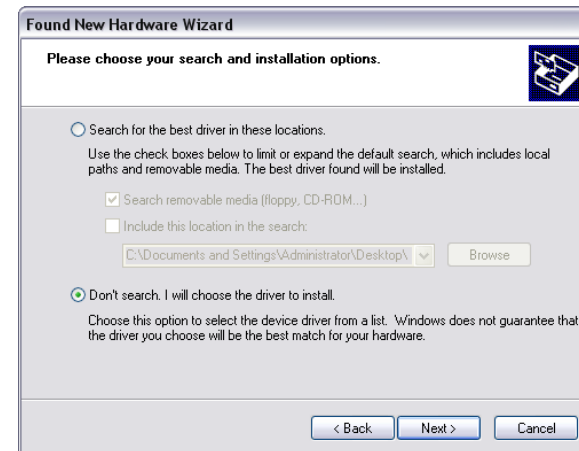 Found New Hardware Wizard
Please choose your search and installation options.
Search for the best driver in these locations.
Use the check boxes below to limit or expand the default search, which includes local
paths and removable media. The best driver found will be installed.
Search removable media (floppy, CD-ROM...)
Include this location in the search:
C:\Documents and Settings\Administrator\Desktop\
Browse
Don't search. I will choose the driver to install.
Choose this option to select the device driver from a list. Windows does not guarantee that
the driver you choose will be the best match for your hardware.
< Back Next > Cancel